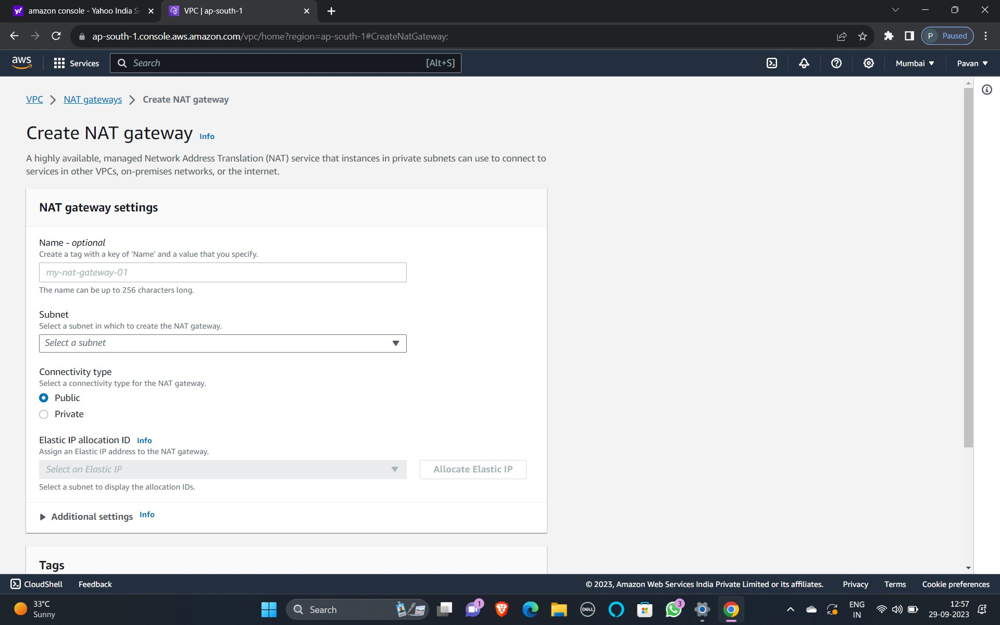 amazon console - Yahoo India S
VPC | ap-south-1
ap-south-1.console.aws.amazon.com/vpc/home?region=ap-south-1#CreateNatGateway:
P Paused
aws
Services
Search
[Alt+S]
Mumbai
Pavan
VPC
NAT gateways
Create NAT gateway
Create NAT gateway Info
A highly available, managed Network Address Translation (NAT) service that instances in private subnets can use to connect to
services in other VPCs, on-premises networks, or the internet.
NAT gateway settings
Name - optional
Create a tag with a key of 'Name' and a value that you specify.
my-nat-gateway-01
The name can be up to 256 characters long.
Subnet
Select a subnet in which to create the NAT gateway.
Select a subnet
Connectivity type
Select a connectivity type for the NAT gateway.
Public
Private
Elastic IP allocation ID Info
Assign an Elastic IP address to the NAT gateway.
Select an Elastic IP
Allocate Elastic IP
Select a subnet to display the allocation IDs.
Additional settings Info
Tags
CloudShell
Feedback
© 2023, Amazon Web Services India Private Limited or its affiliates.
Privacy
Terms
Cookie preferences
33°C
Sunny
Search
1
DELL
3
ENG
IN
12:57
29-09-2023